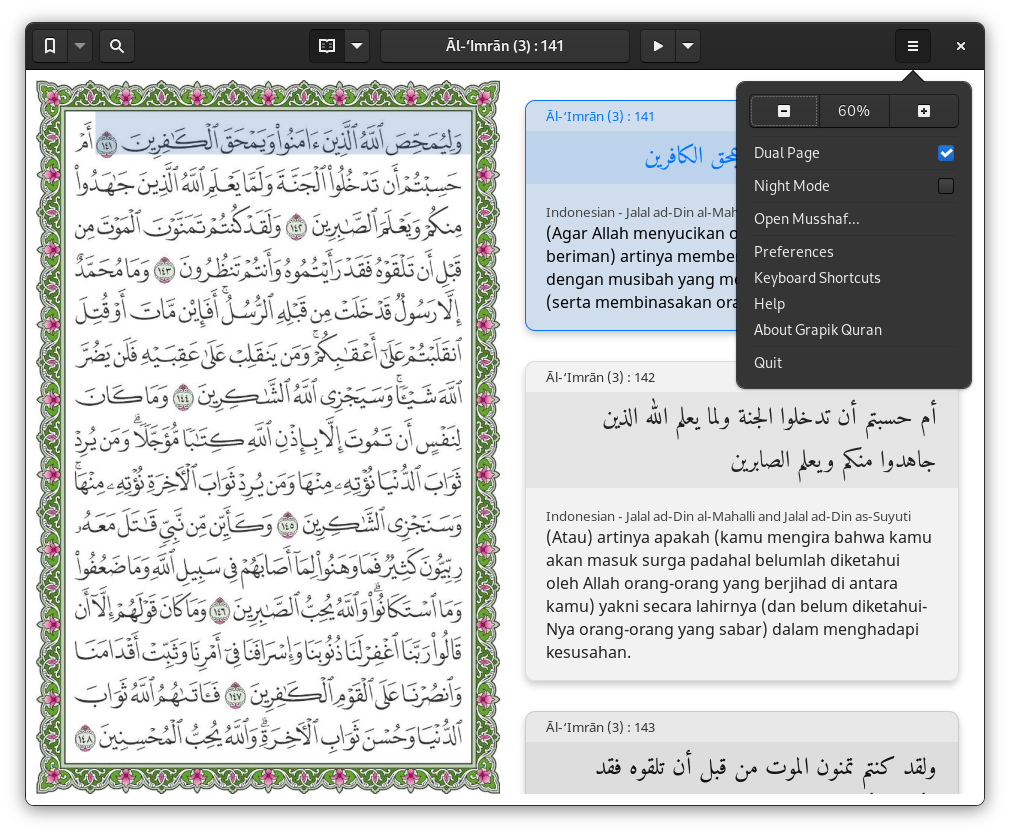 Āl-‘Imrān (3) : 141
وَلِيُمَحِّصَ ٱللَّهُ ٱلَّذِينَ ءَامَنُوا۟ وَيَمْحَقَ ٱلْكَٰفِرِينَ ١٤١ أَمْ
حَسِبْتُمْ أَن تَدْخُلُوا۟ ٱلْجَنَّةَ وَلَمَّا يَعْلَمِ ٱللَّهُ ٱلَّذِينَ جَٰهَدُوا۟
مِنكُمْ وَيَعْلَمَ ٱلصَّٰبِرِينَ ١٤٢ وَلَقَدْ كُنتُمْ تَمَنَّوْنَ ٱلْمَوْتَ مِن
قَبْلِ أَن تَلْقَوْهُ فَقَدْ رَأَيْتُمُوهُ وَأَنتُمْ تَنظُرُونَ ١٤٣ وَمَا مُحَمَّدٌ
إِلَّا رَسُولٌ قَدْ خَلَتْ مِن قَبْلِهِ ٱلرُّسُلُ ۚ أَفَإِي۟ن مَّاتَ أَوْ قُتِلَ
ٱنقَلَبْتُمْ عَلَىٰٓ أَعْقَٰبِكُمْ ۚ وَمَن يَنقَلِبْ عَلَىٰ عَقِبَيْهِ فَلَن يَضُرَّ
ٱللَّهَ شَيْـًٔا ۗ وَسَيَجْزِى ٱللَّهُ ٱلشَّٰكِرِينَ ١٤٤ وَمَا كَانَ
لِنَفْسٍ أَن تَمُوتَ إِلَّا بِإِذْنِ ٱللَّهِ كِتَٰبًا مُّؤَجَّلًا ۗ وَمَن يُرِدْ
ثَوَابَ ٱلدُّنْيَا نُؤْتِهِۦ مِنْهَا وَمَن يُرِدْ ثَوَابَ ٱلْءَاخِرَةِ نُؤْتِهِۦ مِنْهَا ۚ
وَسَنَجْزِى ٱلشَّٰكِرِينَ ١٤٥ وَكَأَيِّن مِّن نَّبِىٍّ قَٰتَلَ مَعَهُۥ
رِبِّيُّونَ كَثِيرٌ فَمَا وَهَنُوا۟ لِمَآ أَصَابَهُمْ فِى سَبِيلِ ٱللَّهِ وَمَا ضَعُفُوا۟
وَمَا ٱسْتَكَانُوا۟ ۗ وَٱللَّهُ يُحِبُّ ٱلصَّٰبِرِينَ ١٤٦ وَمَا كَانَ قَوْلَهُمْ إِلَّآ أَن
قَالُوا۟ رَبَّنَا ٱغْفِرْ لَنَا ذُنُوبَنَا وَإِسْرَافَنَا فِىٓ أَمْرِنَا وَثَبِّتْ أَقْدَامَنَا
وَٱنصُرْنَا عَلَى ٱلْقَوْمِ ٱلْكَٰفِرِينَ ١٤٧ فَـَٔاتَىٰهُمُ ٱللَّهُ ثَوَابَ
ٱلدُّنْيَا وَحُسْنَ ثَوَابِ ٱلْءَاخِرَةِ ۗ وَٱللَّهُ يُحِبُّ ٱلْمُحْسِنِينَ ١٤٨
Āl-‘Imrān (3) : 141
الكافرين
Indonesian - Jalal ad-Din al-Mah
(Agar Allah menyucikan
beriman) artinya membe
dengan musibah yang me
(serta membinasakan ora
60%
Dual Page
Night Mode
Open Musshaf...
Preferences
Keyboard Shortcuts
Help
About Grapik Quran
Quit
Āl-‘Imrān (3) : 142
أم حسبتم أن تدخلوا الجنة ولما يعلم الله الذين
جاهدوا منكم ويعلم الصابرين
Indonesian - Jalal ad-Din al-Mahalli and Jalal ad-Din as-Suyuti
(Atau) artinya apakah (kamu mengira bahwa kamu
akan masuk surga padahal belumlah diketahui
oleh Allah orang-orang yang berjihad di antara
kamu) yakni secara lahirnya (dan belum diketahui-
Nya orang-orang yang sabar) dalam menghadapi
kesusahan.
Āl-‘Imrān (3) : 143
ولقد كنتم تمنون الموت من قبل أن تلقوه فقد